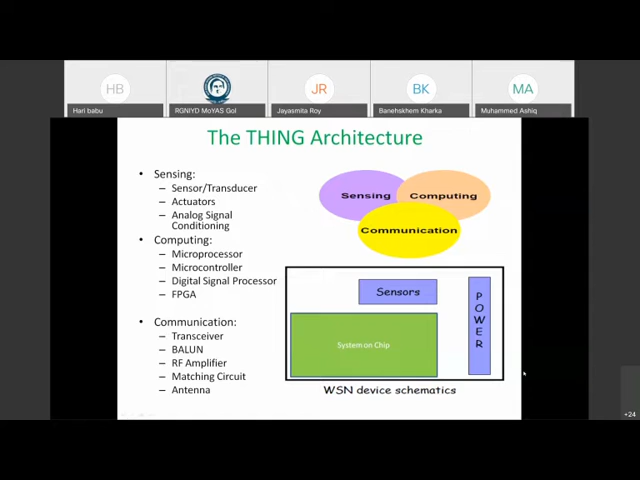 HB
JR
BK
MA
Hari babu
RGNIYD MoYAS GoI
Jayasmita Roy
Banehskhem Kharka
Muhammed Ashiq
The THING Architecture
• Sensing:
– Sensor/Transducer
– Actuators
– Analog Signal
Conditioning
• Computing:
– Microprocessor
– Microcontroller
– Digital Signal Processor
– FPGA
• Communication:
– Transceiver
– BALUN
– RF Amplifier
– Matching Circuit
– Antenna
Sensing
Computing
Communication
Sensors
POWER
System on Chip
WSN device schematics
+24